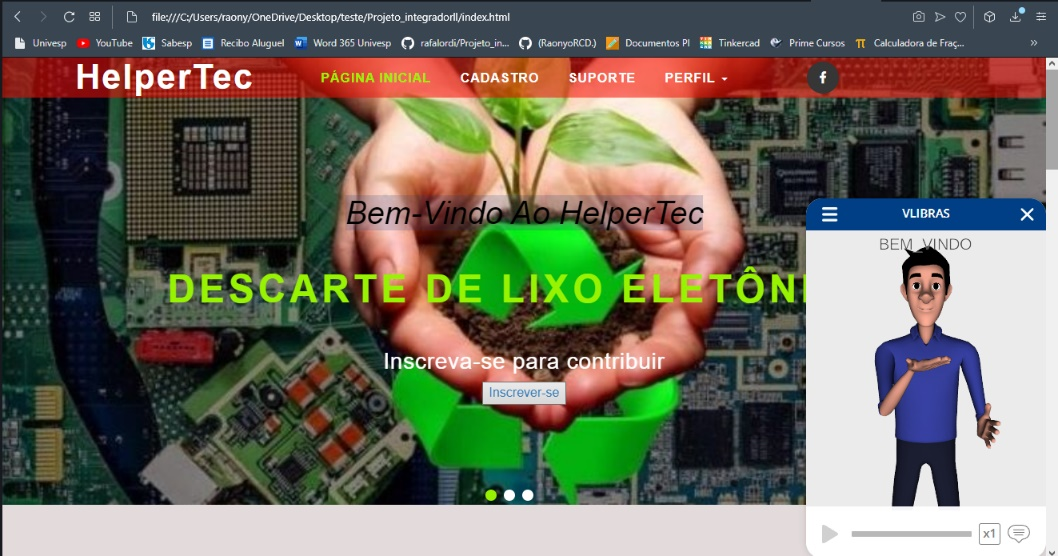 file:///C:/Users/raony/OneDrive/Desktop/teste/Projeto_integradorII/index.html
Univesp YouTube Sabesp Recibo Aluguel Word 365 Univesp rafalordi/Projeto_in... (RaonyoRCD.) Documentos PI Tinkercad Prime Cursos Calculadora de Fraç... »
HelperTec PÁGINA INICIAL CADASTRO SUPORTE PERFIL
Bem-Vindo Ao HelperTec
VLIBRAS
BEM_VINDO
DESCARTE DE LIXO ELETÔNI
Inscreva-se para contribuir
Inscrever-se
x1